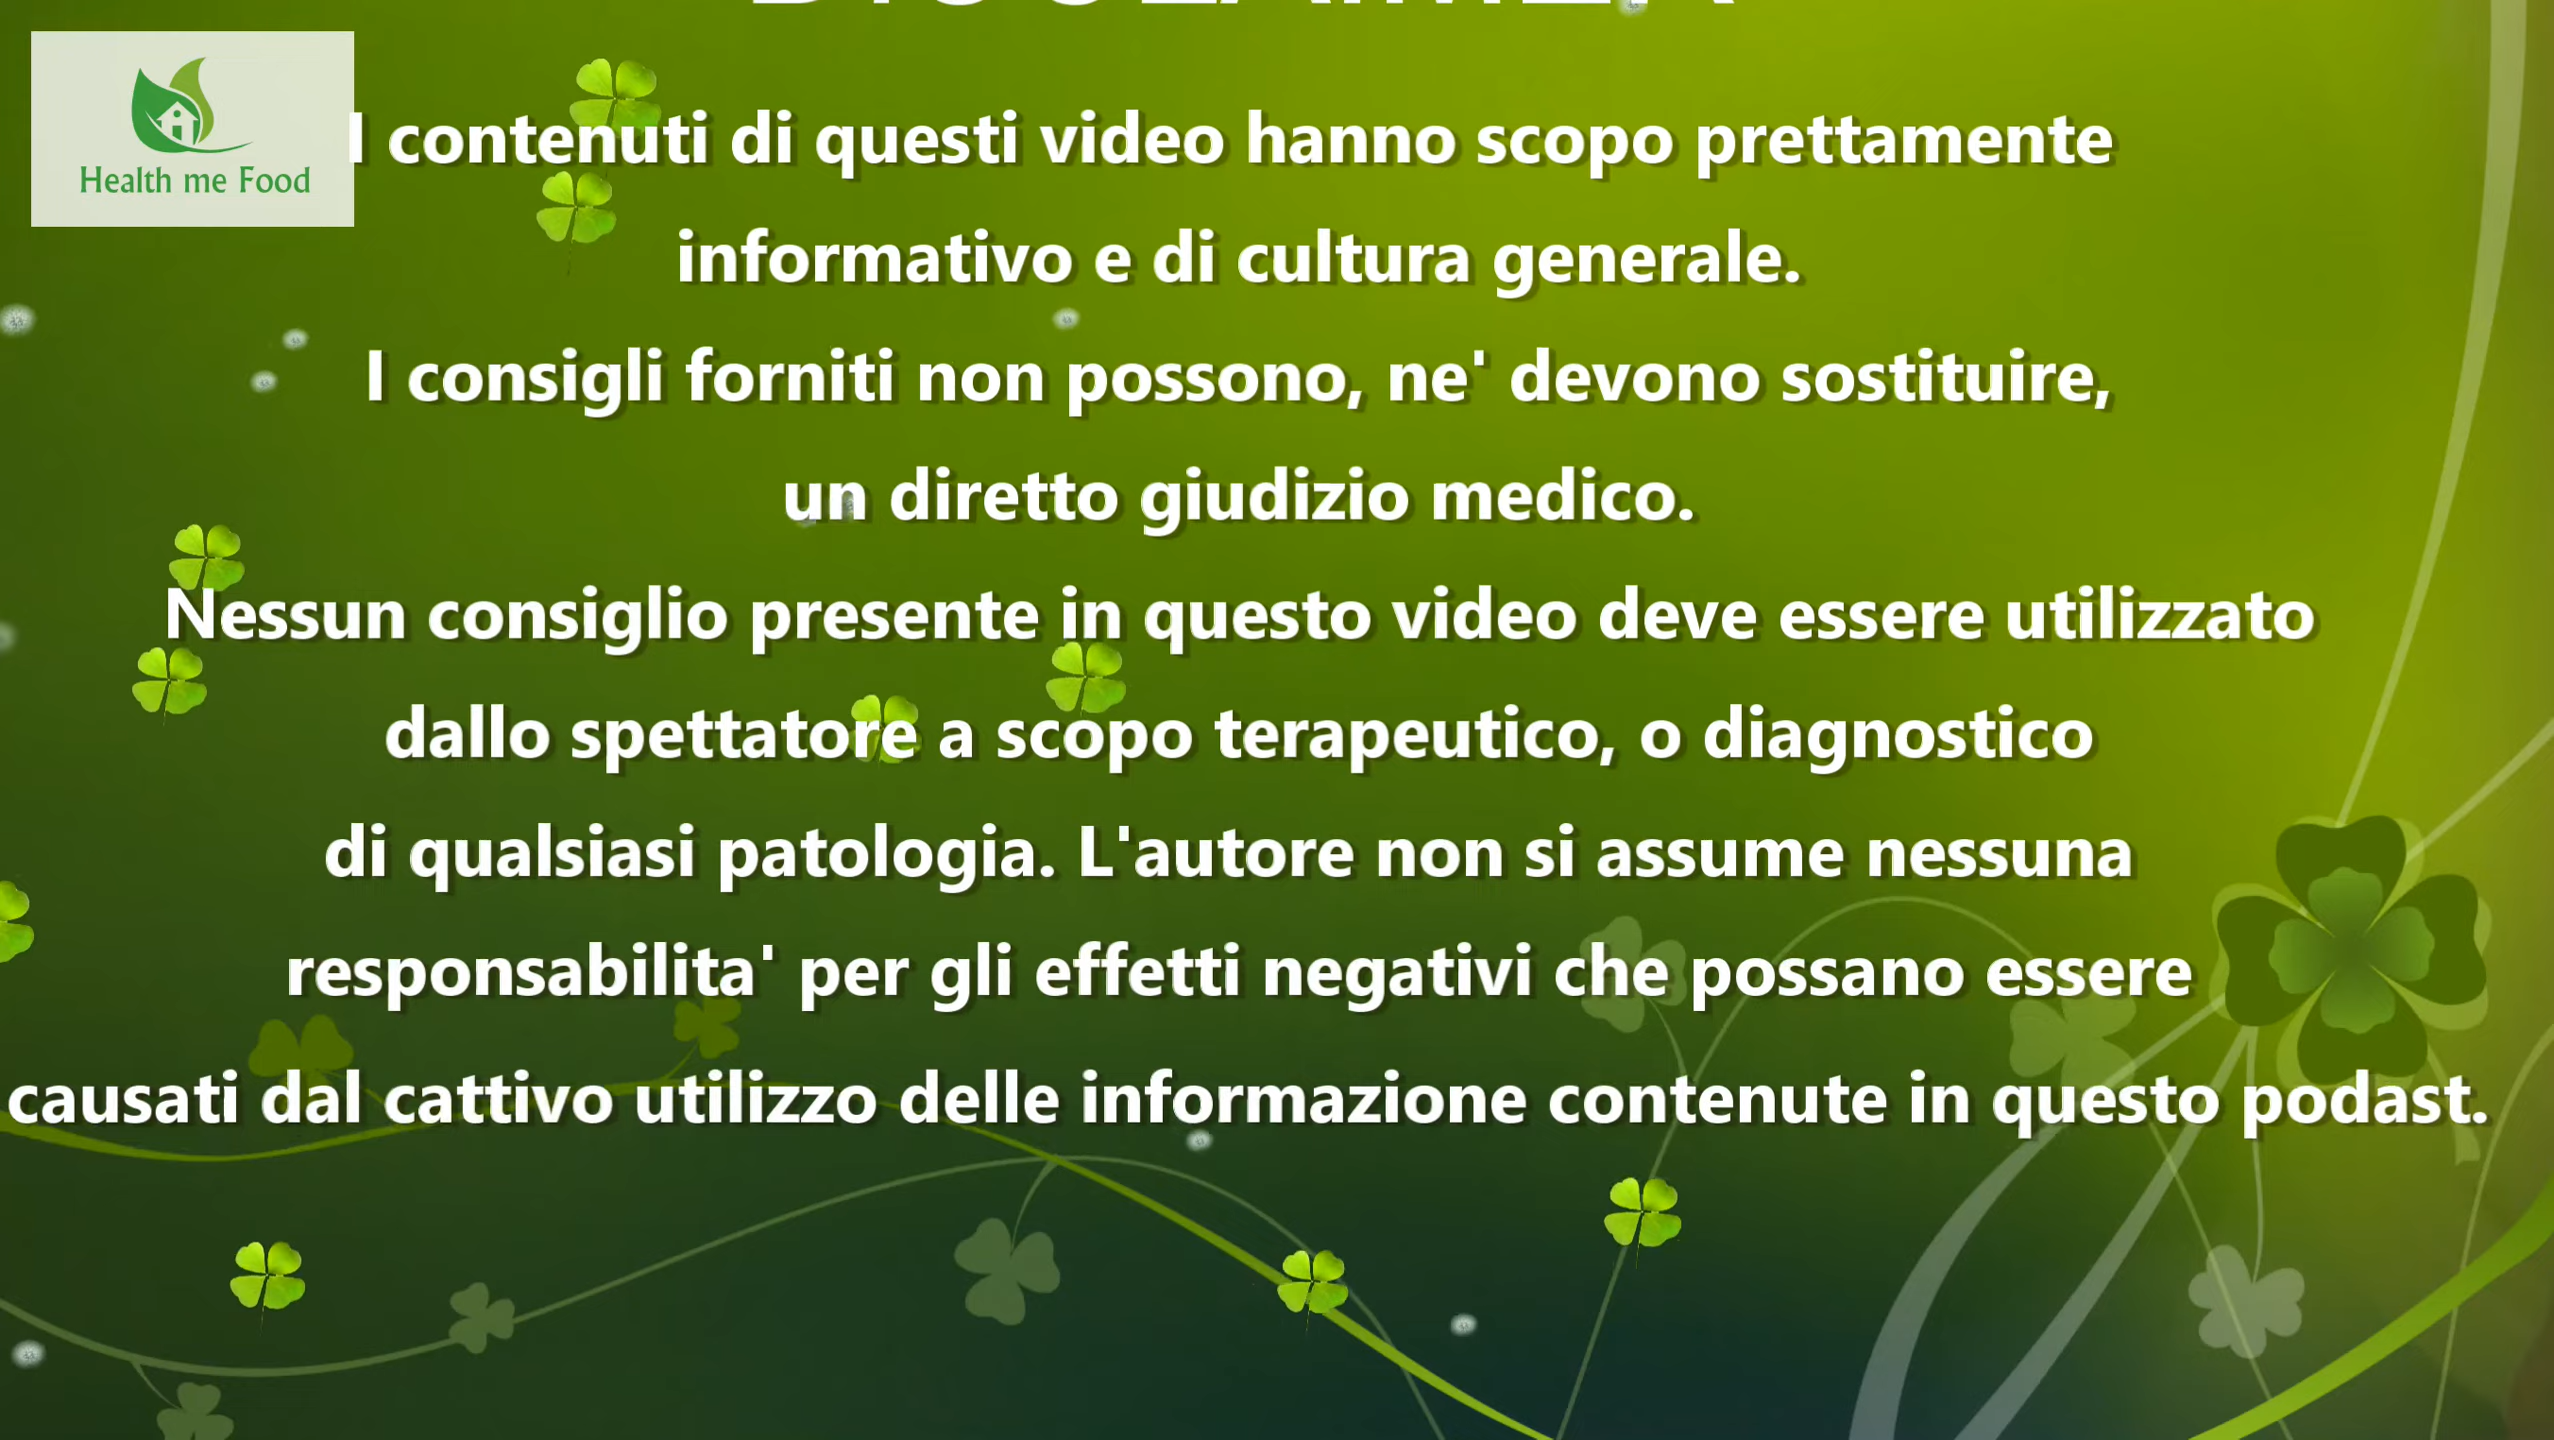 Health me Food
I contenuti di questi video hanno scopo prettamente
informativo e di cultura generale.
I consigli forniti non possono, ne' devono sostituire,
un diretto giudizio medico.
Nessun consiglio presente in questo video deve essere utilizzato
dallo spettatore a scopo terapeutico, o diagnostico
di qualsiasi patologia. L'autore non si assume nessuna
responsabilita' per gli effetti negativi che possano essere
causati dal cattivo utilizzo delle informazione contenute in questo podast.